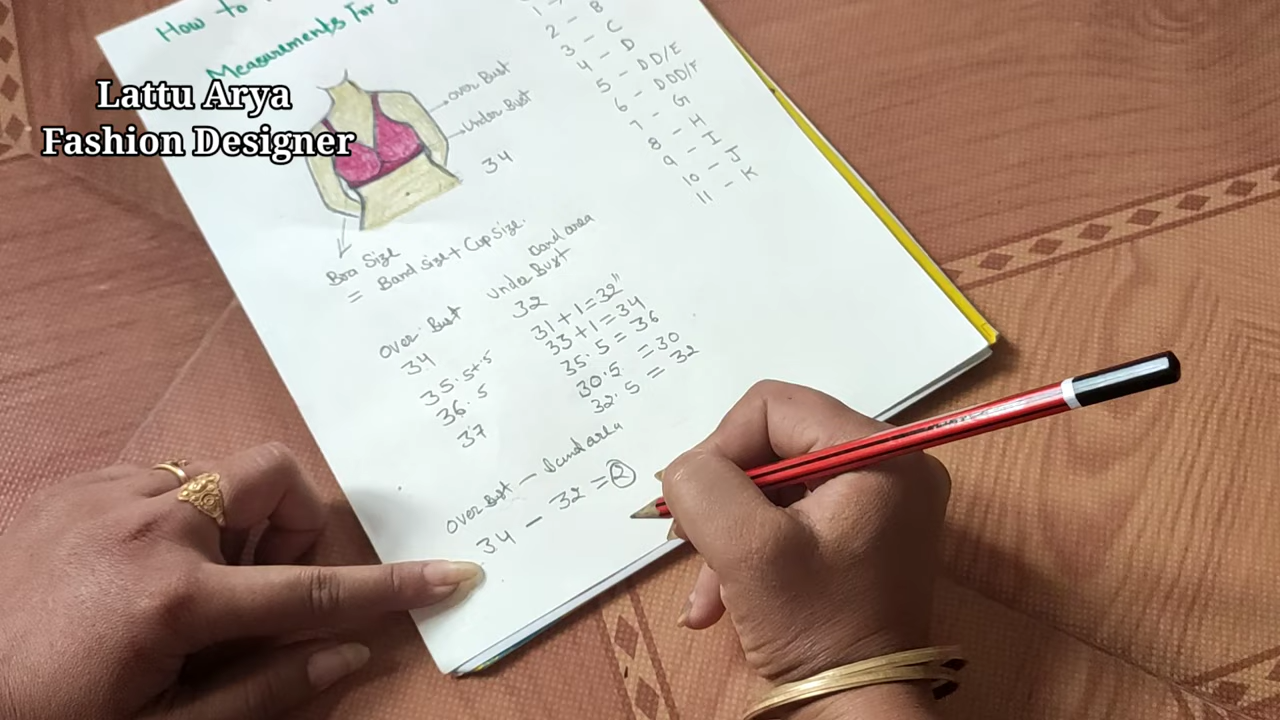 How to
Measurements For
Lattu Arya
Fashion Designer
over Bust
Under Bust
34
1 -
2 - B
3 - C
4 - D
5 - DD/E
6 - DDD/F
7 - G
8 - H
9 - I
10 - J
11 - K
Bra Size
= Band size + Cup size.
Over Bust
34
35.5+.5
36.5
37
Band area
Under Bust
32
31+1=32"
33+1=34
35.5=36
30.5=30
32.5=32
Over Bust - Band area
34 - 32 = 2